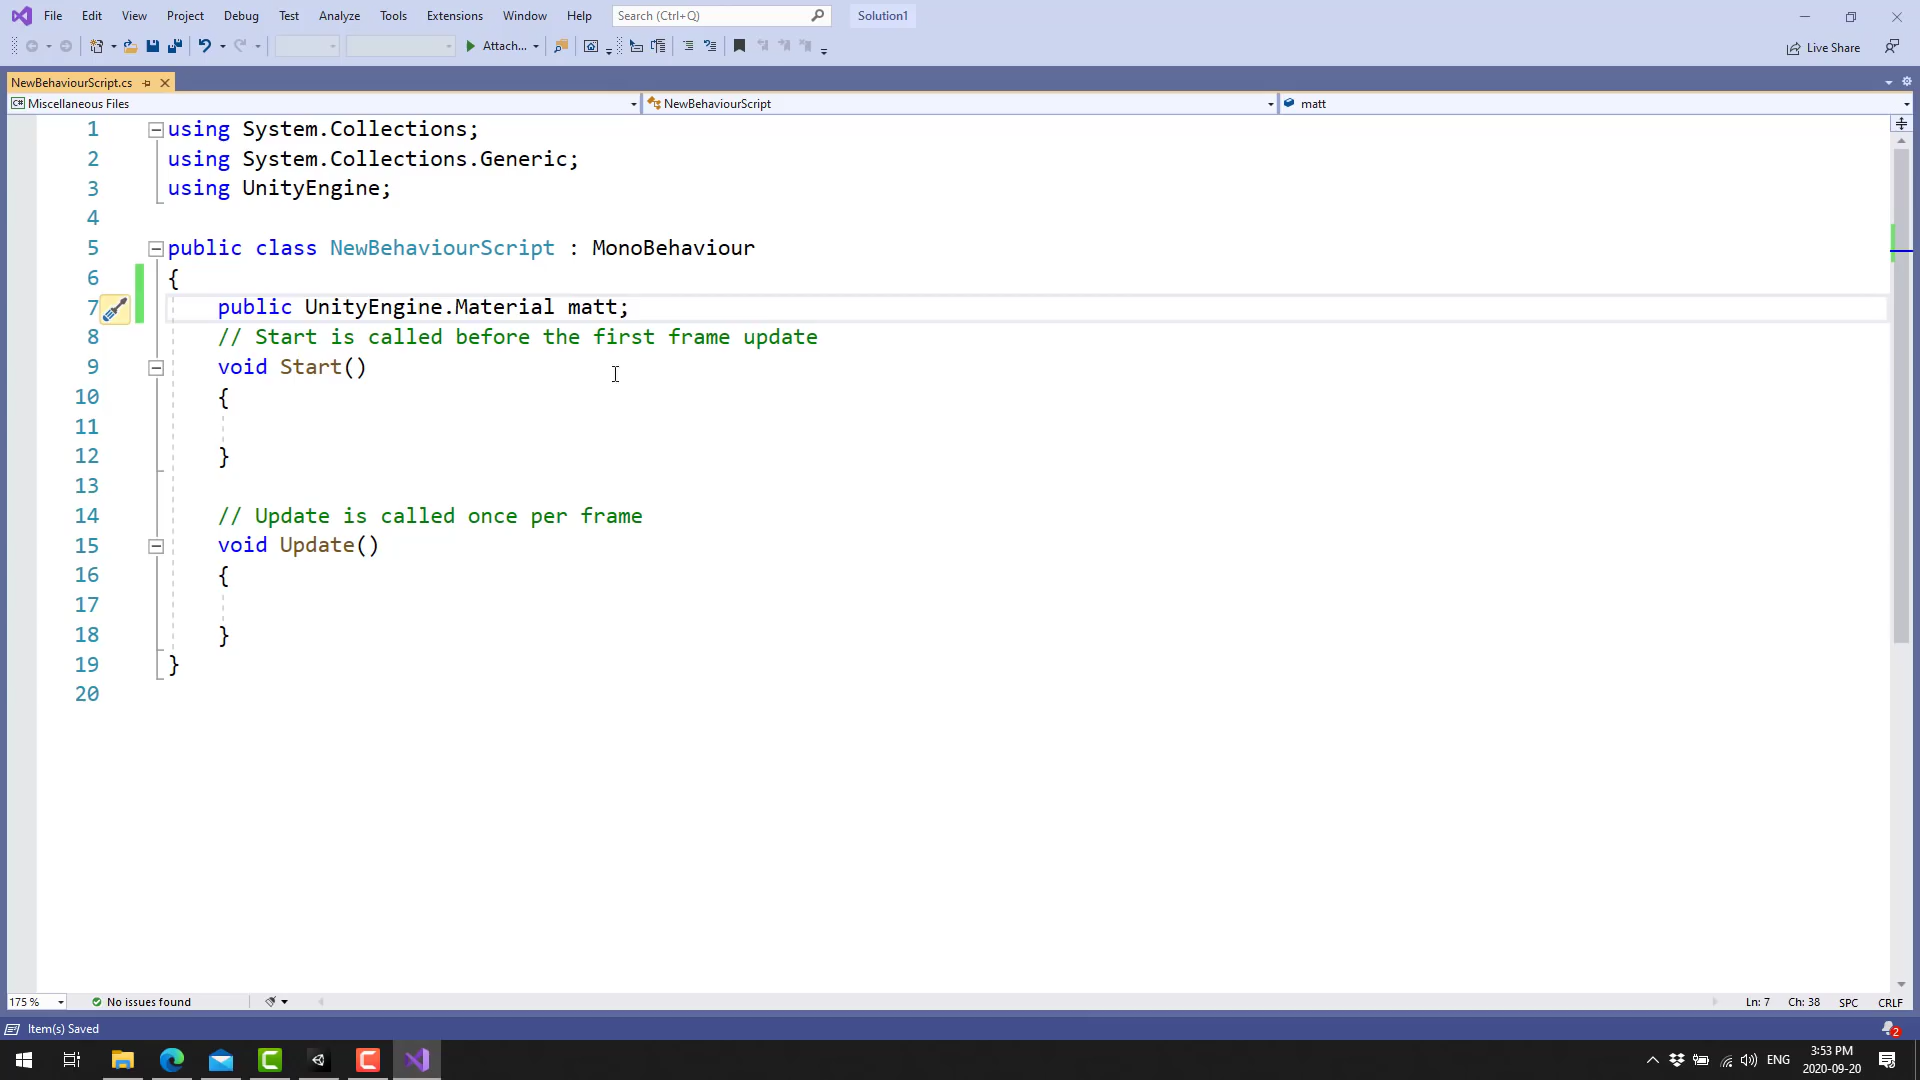 File Edit View Project Debug Test Analyze Tools Extensions Window Help Search (Ctrl+Q) Solution1
Attach... Live Share
NewBehaviourScript.cs
C# Miscellaneous Files NewBehaviourScript matt
1 using System.Collections;
2 using System.Collections.Generic;
3 using UnityEngine;
4
5 public class NewBehaviourScript : MonoBehaviour
6 {
7 public UnityEngine.Material matt;
8 // Start is called before the first frame update
9 void Start()
10 {
11
12 }
13
14 // Update is called once per frame
15 void Update()
16 {
17
18 }
19 }
20
175 % No issues found Ln: 7 Ch: 38 SPC CRLF
Item(s) Saved 2
ENG 3:53 PM
2020-09-20